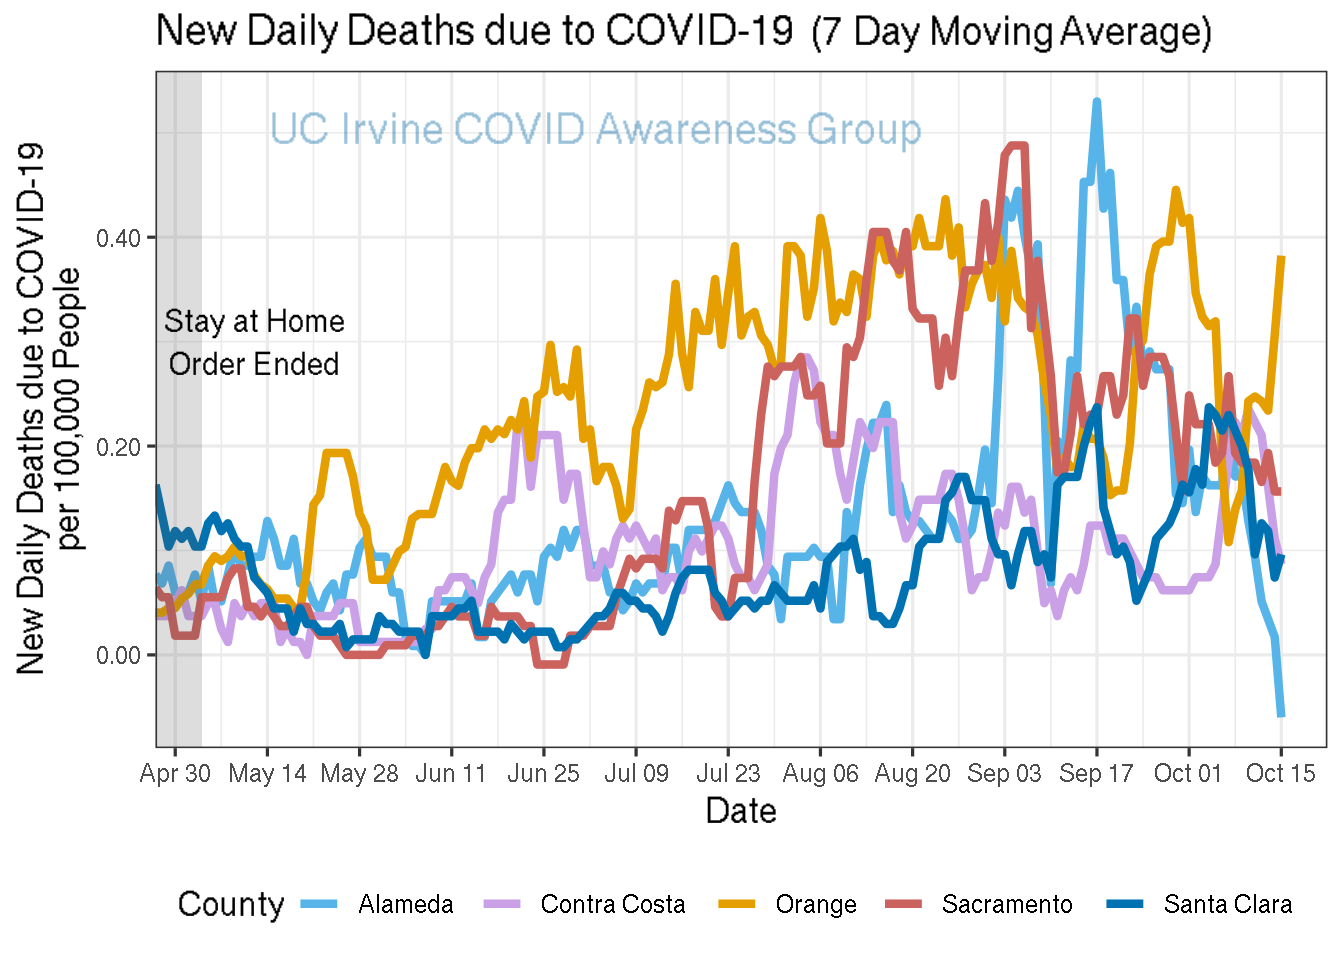 New Daily Deaths due to COVID-19 (7 Day Moving Average)
UC Irvine COVID Awareness Group
New Daily Deaths due to COVID-19
per 100,000 People
0.40
0.20
0.00
Stay at Home
Order Ended
Apr 30 May 14 May 28 Jun 11 Jun 25 Jul 09 Jul 23 Aug 06 Aug 20 Sep 03 Sep 17 Oct 01 Oct 15
Date
County Alameda Contra Costa Orange Sacramento Santa Clara